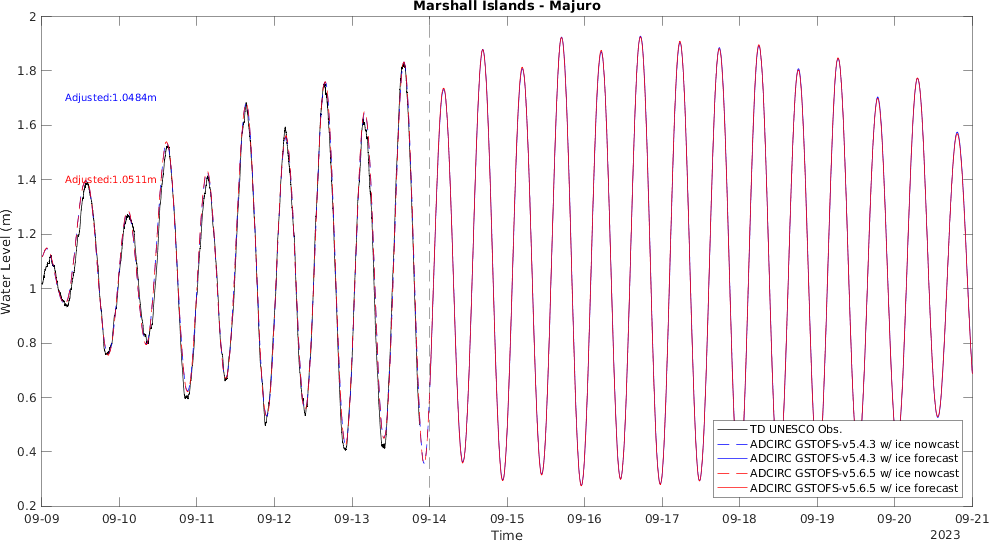 Marshall Islands - Majuro
2
1.8
1.6
1.4
1.2
1
0.8
0.6
0.4
0.2
Water Level (m)
Adjusted:1.0484m
Adjusted:1.0511m
TD UNESCO Obs.
ADCIRC GSTOFS-v5.4.3 w/ ice nowcast
ADCIRC GSTOFS-v5.4.3 w/ ice forecast
ADCIRC GSTOFS-v5.6.5 w/ ice nowcast
ADCIRC GSTOFS-v5.6.5 w/ ice forecast
09-09 09-10 09-11 09-12 09-13 09-14 09-15 09-16 09-17 09-18 09-19 09-20 09-21
Time
2023